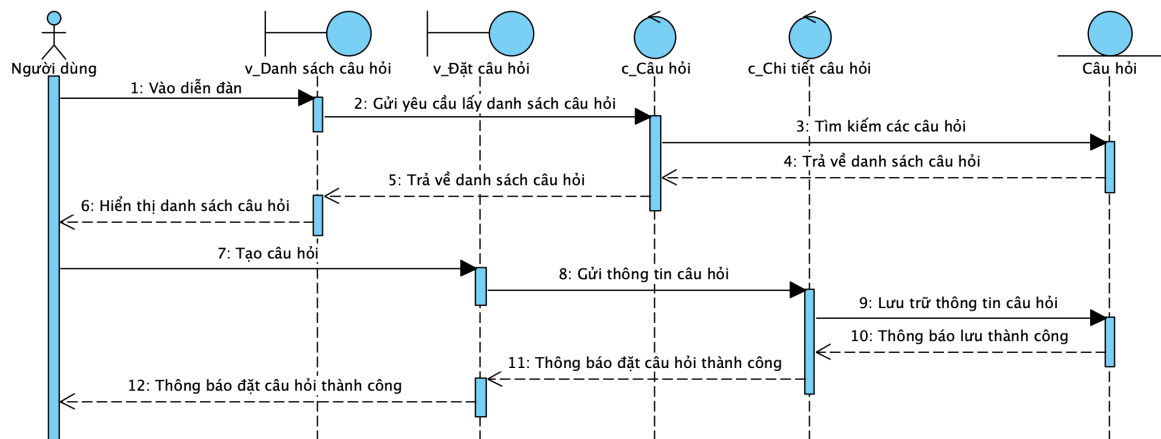 Người dùng
v_Danh sách câu hỏi
v_Đặt câu hỏi
c_Câu hỏi
c_Chi tiết câu hỏi
Câu hỏi
1: Vào diễn đàn
2: Gửi yêu cầu lấy danh sách câu hỏi
3: Tìm kiếm các câu hỏi
4: Trả về danh sách câu hỏi
5: Trả về danh sách câu hỏi
6: Hiển thị danh sách câu hỏi
7: Tạo câu hỏi
8: Gửi thông tin câu hỏi
9: Lưu trữ thông tin câu hỏi
10: Thông báo lưu thành công
11: Thông báo đặt câu hỏi thành công
12: Thông báo đặt câu hỏi thành công